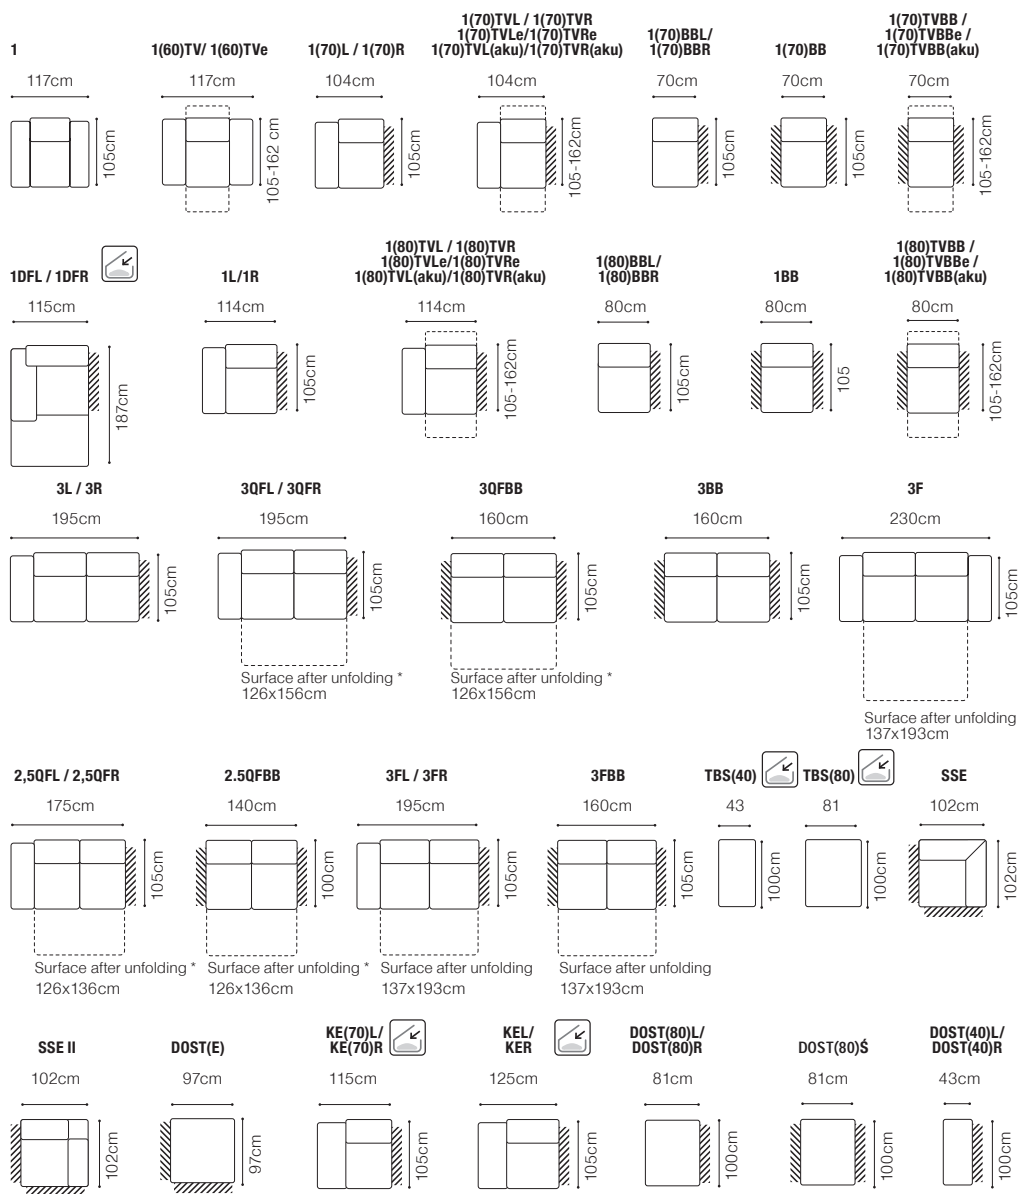 1
1(60)TV/ 1(60)TVe
1(70)L / 1(70)R
1(70)TVL / 1(70)TVR
1(70)TVLe/1(70)TVRe
1(70)TVL(aku)/1(70)TVR(aku)
1(70)BBL/
1(70)BBR
1(70)BB
1(70)TVBB /
1(70)TVBBe /
1(70)TVBB(aku)
117cm
117cm
104cm
104cm
70cm
70cm
70cm
105cm
105-162 cm
105cm
105-162cm
105cm
105cm
105-162cm
1DFL / 1DFR
1L/1R
1(80)TVL / 1(80)TVR
1(80)TVLe/1(80)TVRe
1(80)TVL(aku)/1(80)TVR(aku)
1(80)BBL/
1(80)BBR
1BB
1(80)TVBB /
1(80)TVBBe /
1(80)TVBB(aku)
115cm
114cm
114cm
80cm
80cm
80cm
187cm
105cm
105-162cm
105cm
105
105-162cm
3L / 3R
3QFL / 3QFR
3QFBB
3BB
3F
195cm
195cm
160cm
160cm
230cm
105cm
105cm
105cm
105cm
105cm
Surface after unfolding *
126x156cm
Surface after unfolding *
126x156cm
Surface after unfolding
137x193cm
2,5QFL / 2,5QFR
2.5QFBB
3FL / 3FR
3FBB
TBS(40)
TBS(80)
SSE
175cm
140cm
195cm
160cm
43
81
102cm
105cm
100cm
105cm
105cm
100cm
100cm
102cm
Surface after unfolding *
126x136cm
Surface after unfolding *
126x136cm
Surface after unfolding
137x193cm
Surface after unfolding
137x193cm
SSE II
DOST(E)
KE(70)L/
KE(70)R
KEL/
KER
DOST(80)L/
DOST(80)R
DOST(80)Ś
DOST(40)L/
DOST(40)R
102cm
97cm
115cm
125cm
81cm
81cm
43cm
102cm
97cm
105cm
105cm
100cm
100cm
100cm